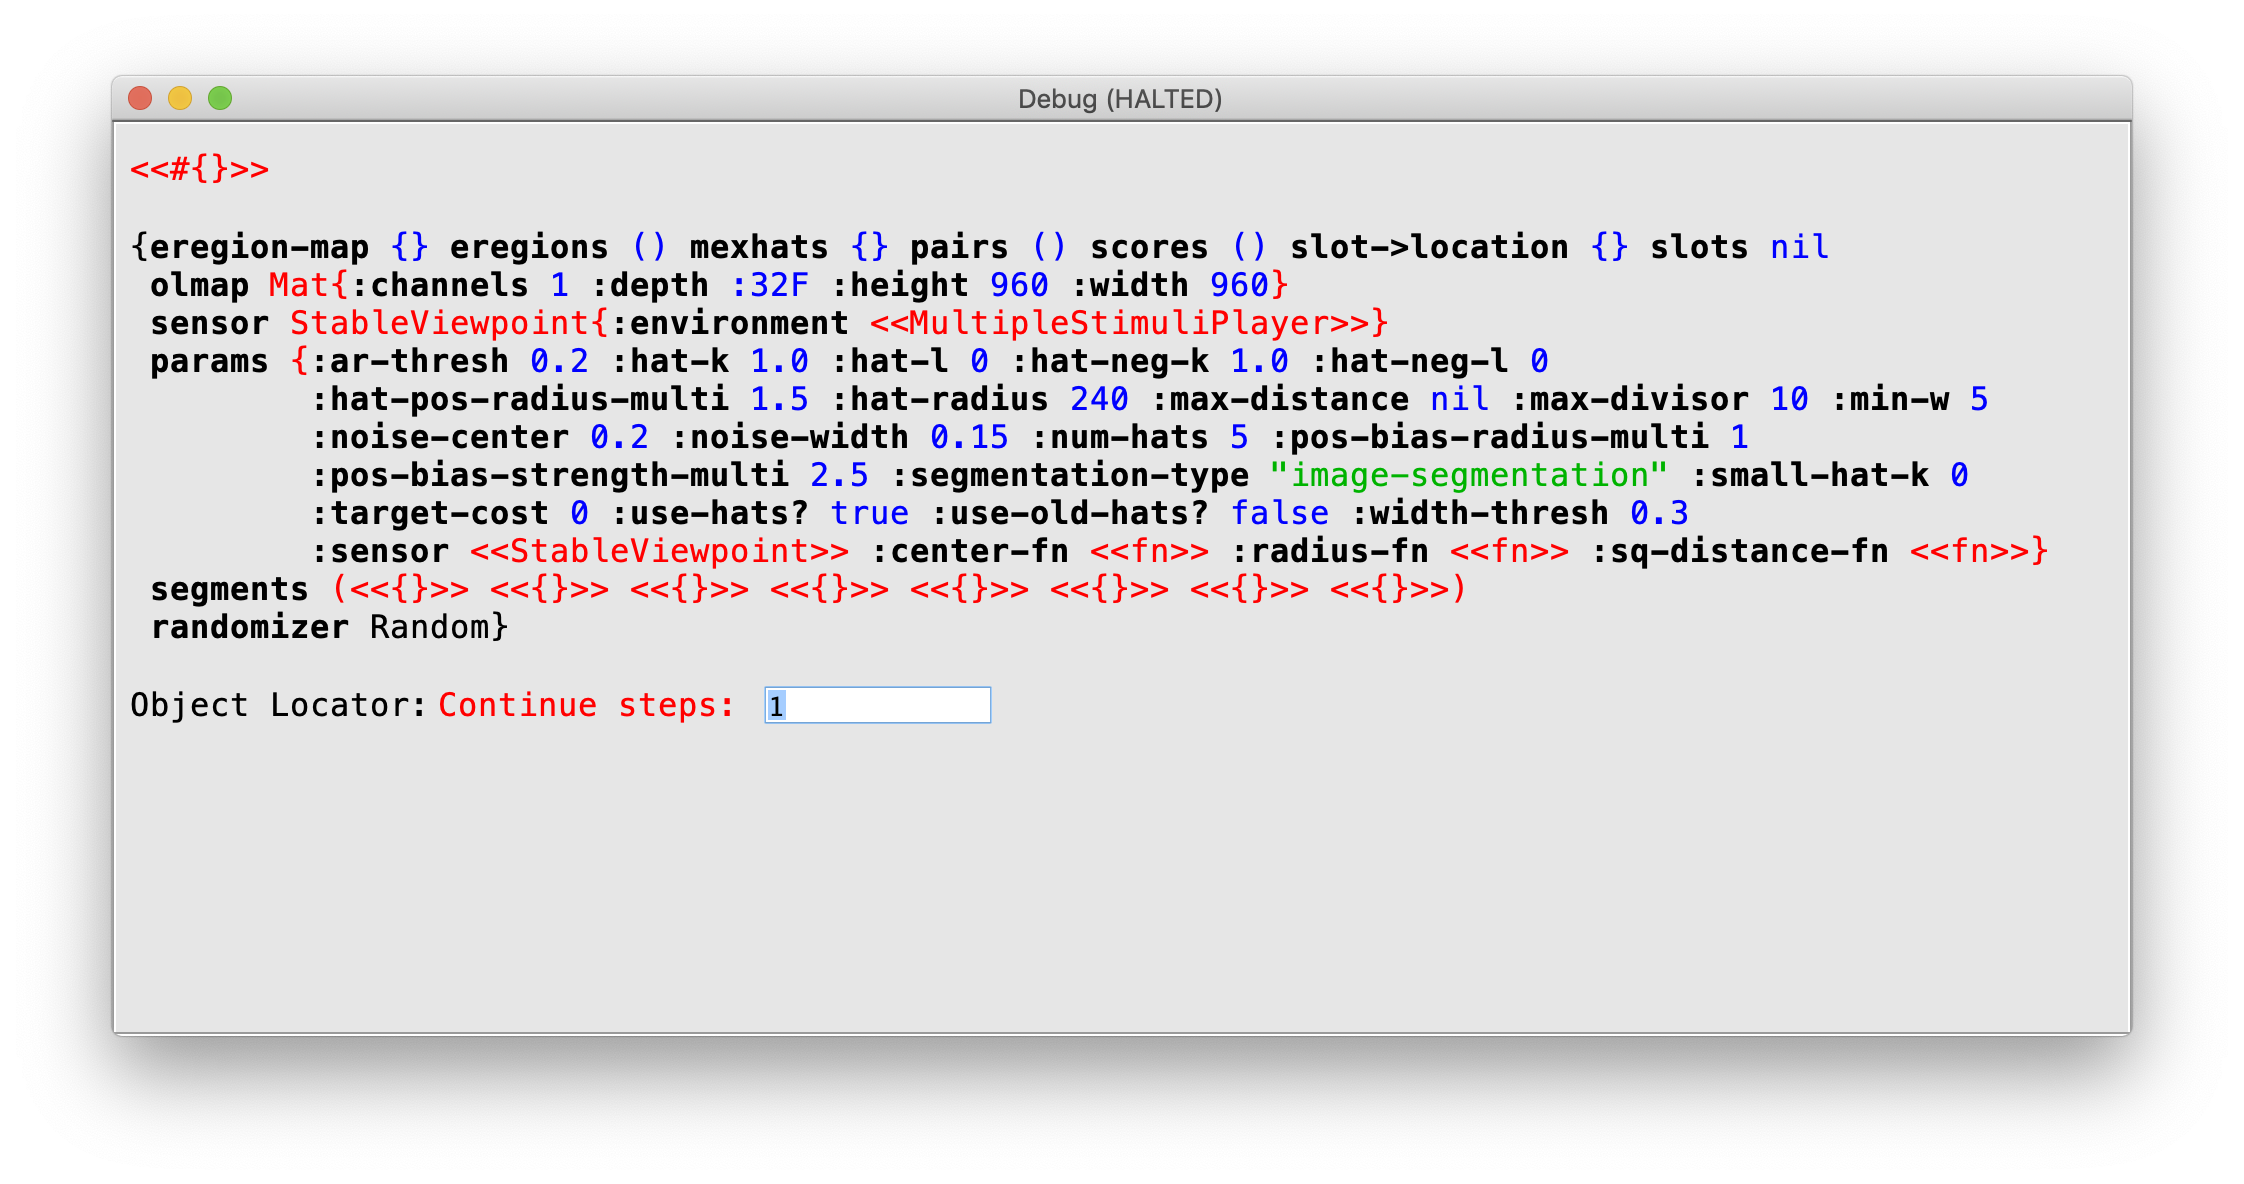 Debug (HALTED)
<<#{}>>
{eregion-map {} eregions () mexhats {} pairs () scores () slot->location {} slots nil
olmap Mat{:channels 1 :depth :32F :height 960 :width 960}
sensor StableViewpoint{:environment <<MultipleStimuliPlayer>>}
params {:ar-thresh 0.2 :hat-k 1.0 :hat-l 0 :hat-neg-k 1.0 :hat-neg-l 0
:hat-pos-radius-multi 1.5 :hat-radius 240 :max-distance nil :max-divisor 10 :min-w 5
:noise-center 0.2 :noise-width 0.15 :num-hats 5 :pos-bias-radius-multi 1
:pos-bias-strength-multi 2.5 :segmentation-type "image-segmentation" :small-hat-k 0
:target-cost 0 :use-hats? true :use-old-hats? false :width-thresh 0.3
:sensor <<StableViewpoint>> :center-fn <<fn>> :radius-fn <<fn>> :sq-distance-fn <<fn>>}
segments (<<{}>> <<{}>> <<{}>> <<{}>> <<{}>> <<{}>> <<{}>> <<{}>>)
randomizer Random}
Object Locator: Continue steps: 1